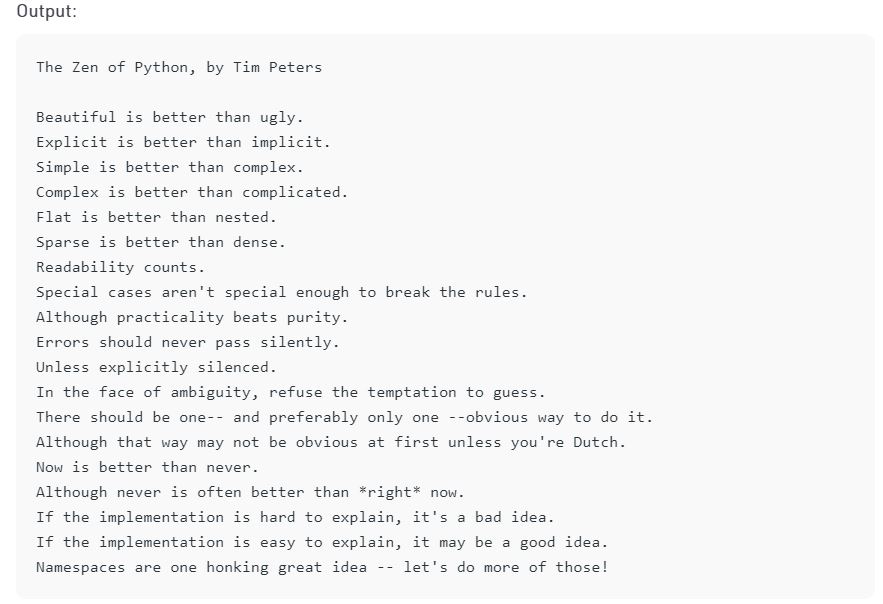 Output:
The Zen of Python, by Tim Peters
Beautiful is better than ugly.
Explicit is better than implicit.
Simple is better than complex.
Complex is better than complicated.
Flat is better than nested.
Sparse is better than dense.
Readability counts.
Special cases aren't special enough to break the rules.
Although practicality beats purity.
Errors should never pass silently.
Unless explicitly silenced.
In the face of ambiguity, refuse the temptation to guess.
There should be one-- and preferably only one --obvious way to do it.
Although that way may not be obvious at first unless you're Dutch.
Now is better than never.
Although never is often better than *right* now.
If the implementation is hard to explain, it's a bad idea.
If the implementation is easy to explain, it may be a good idea.
Namespaces are one honking great idea -- let's do more of those!